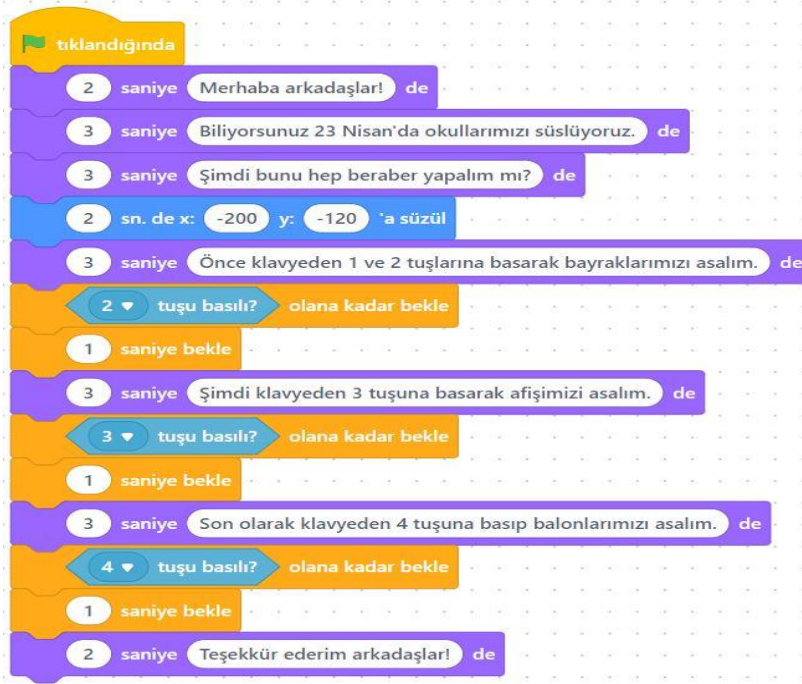 tıklandığında
2 saniye Merhaba arkadaşlar! de
3 saniye Biliyorsunuz 23 Nisan'da okullarımızı süslüyoruz. de
3 saniye Şimdi bunu hep beraber yapalım mı? de
2 sn. de x: -200 y: -120 'a süzül
3 saniye Önce klavyeden 1 ve 2 tuşlarına basarak bayraklarımızı asalım. de
2 tuşu basılı? olana kadar bekle
1 saniye bekle
3 saniye Şimdi klavyeden 3 tuşuna basarak afişimizi asalım. de
3 tuşu basılı? olana kadar bekle
1 saniye bekle
3 saniye Son olarak klavyeden 4 tuşuna basıp balonlarımızı asalım. de
4 tuşu basılı? olana kadar bekle
1 saniye bekle
2 saniye Teşekkür ederim arkadaşlar! de